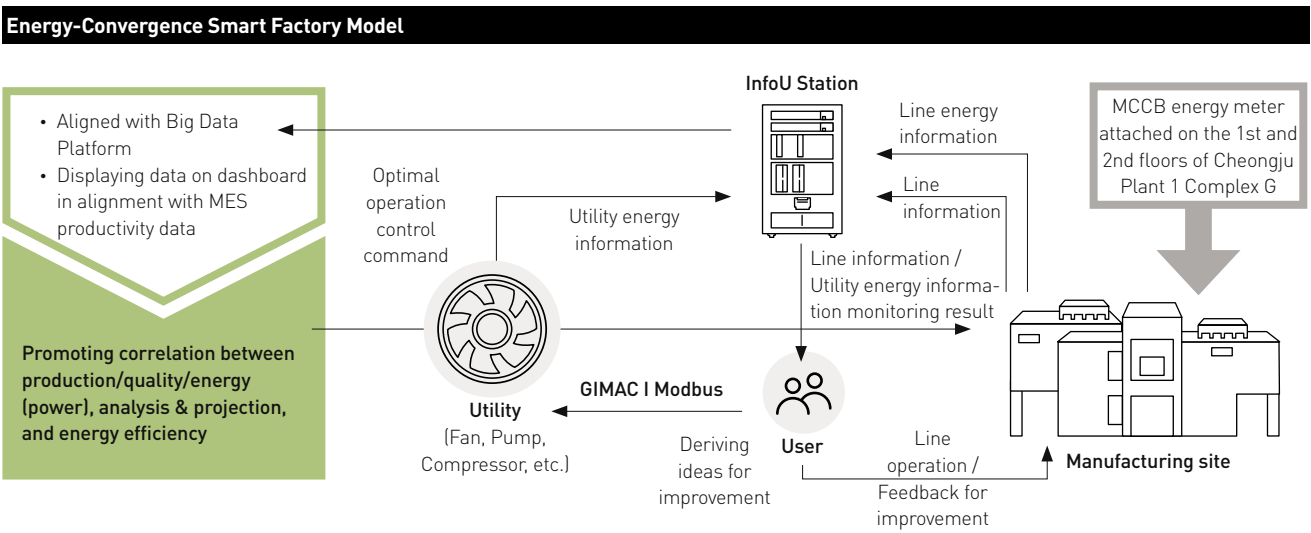 Energy-Convergence Smart Factory Model
• Aligned with Big Data
Platform
• Displaying data on dashboard
in alignment with MES
productivity data
Promoting correlation between
production/quality/energy
(power), analysis & projection,
and energy efficiency
Optimal
operation
control
command
Utility energy
information
Utility
(Fan, Pump,
Compressor, etc.)
InfoU Station
Line energy
information
Line
information
Line information /
Utility energy informa-
tion monitoring result
GIMAC I Modbus
Deriving
ideas for
improvement
User
Line
operation /
Feedback for
improvement
MCCB energy meter
attached on the 1st and
2nd floors of Cheongju
Plant 1 Complex G
Manufacturing site